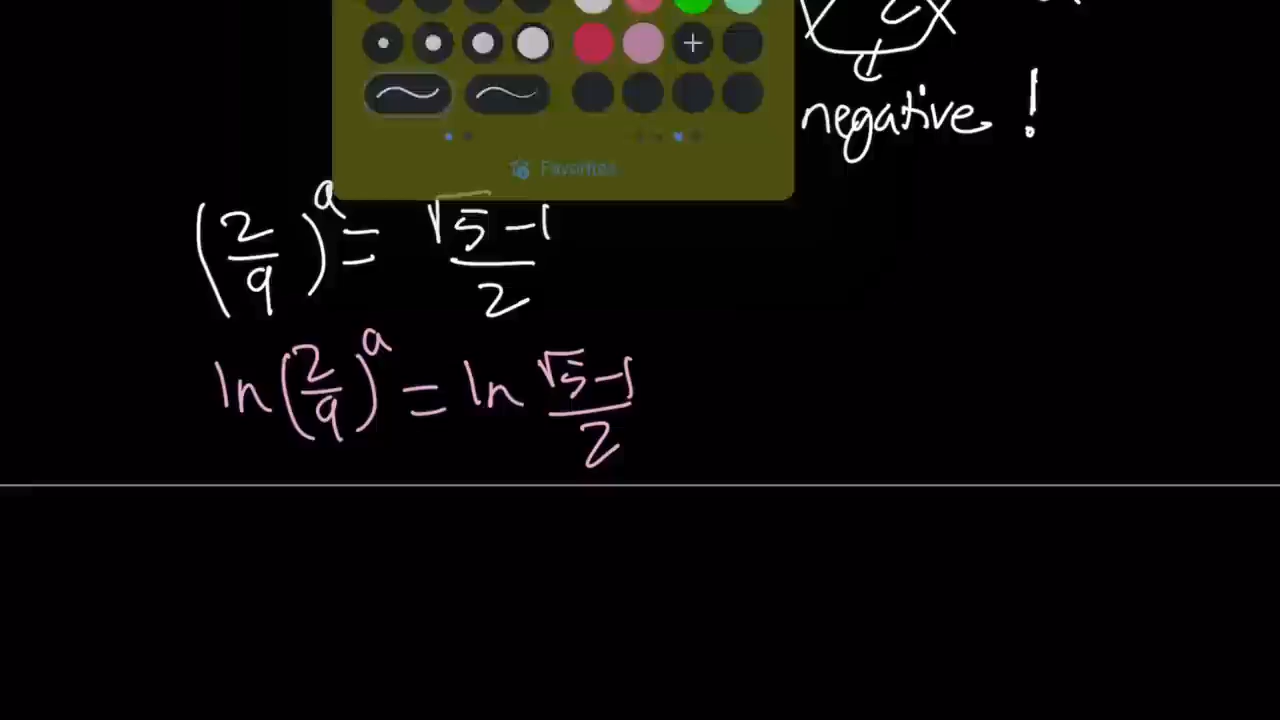 negative !
Favorites
(2/9)^a = (√5-1)/2
ln(2/9)^a = ln (√5-1)/2